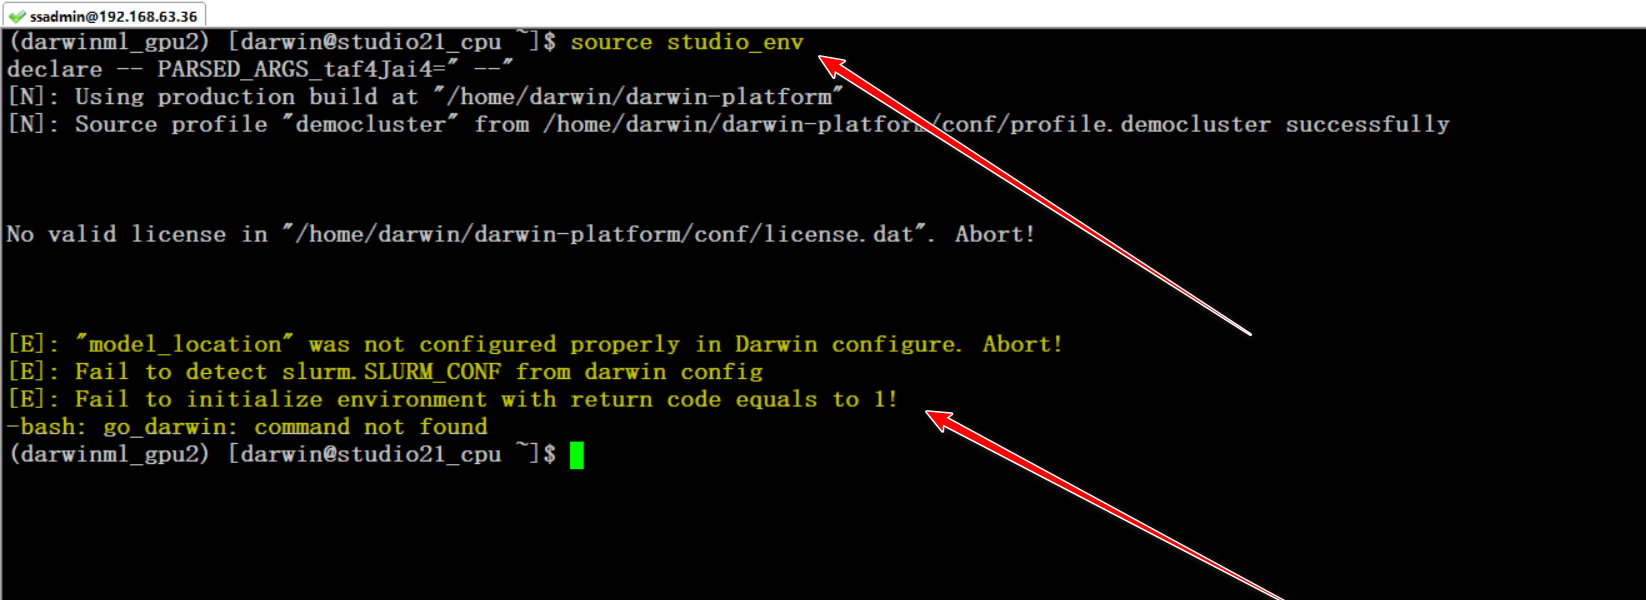 ssadmin@192.168.63.36
(darwinml_gpu2) [darwin@studio21_cpu ~]$ source studio_env
declare -- PARSED_ARGS_taf4Jai4=" --"
[N]: Using production build at "/home/darwin/darwin-platform"
[N]: Source profile "democluster" from /home/darwin/darwin-platform/conf/profile.democluster successfully
No valid license in "/home/darwin/darwin-platform/conf/license.dat". Abort!
[E]: "model_location" was not configured properly in Darwin configure. Abort!
[E]: Fail to detect slurm.SLURM_CONF from darwin config
[E]: Fail to initialize environment with return code equals to 1!
-bash: go_darwin: command not found
(darwinml_gpu2) [darwin@studio21_cpu ~]$